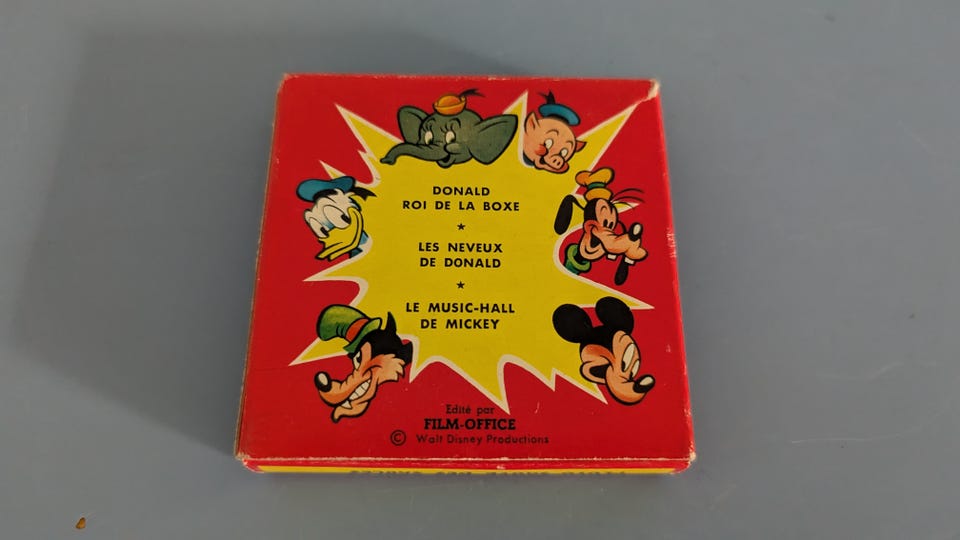 DONALD
ROI DE LA BOXE
★
LES NEVEUX
DE DONALD
★
LE MUSIC-HALL
DE MICKEY
Edité par
FILM-OFFICE
© Walt Disney Productions